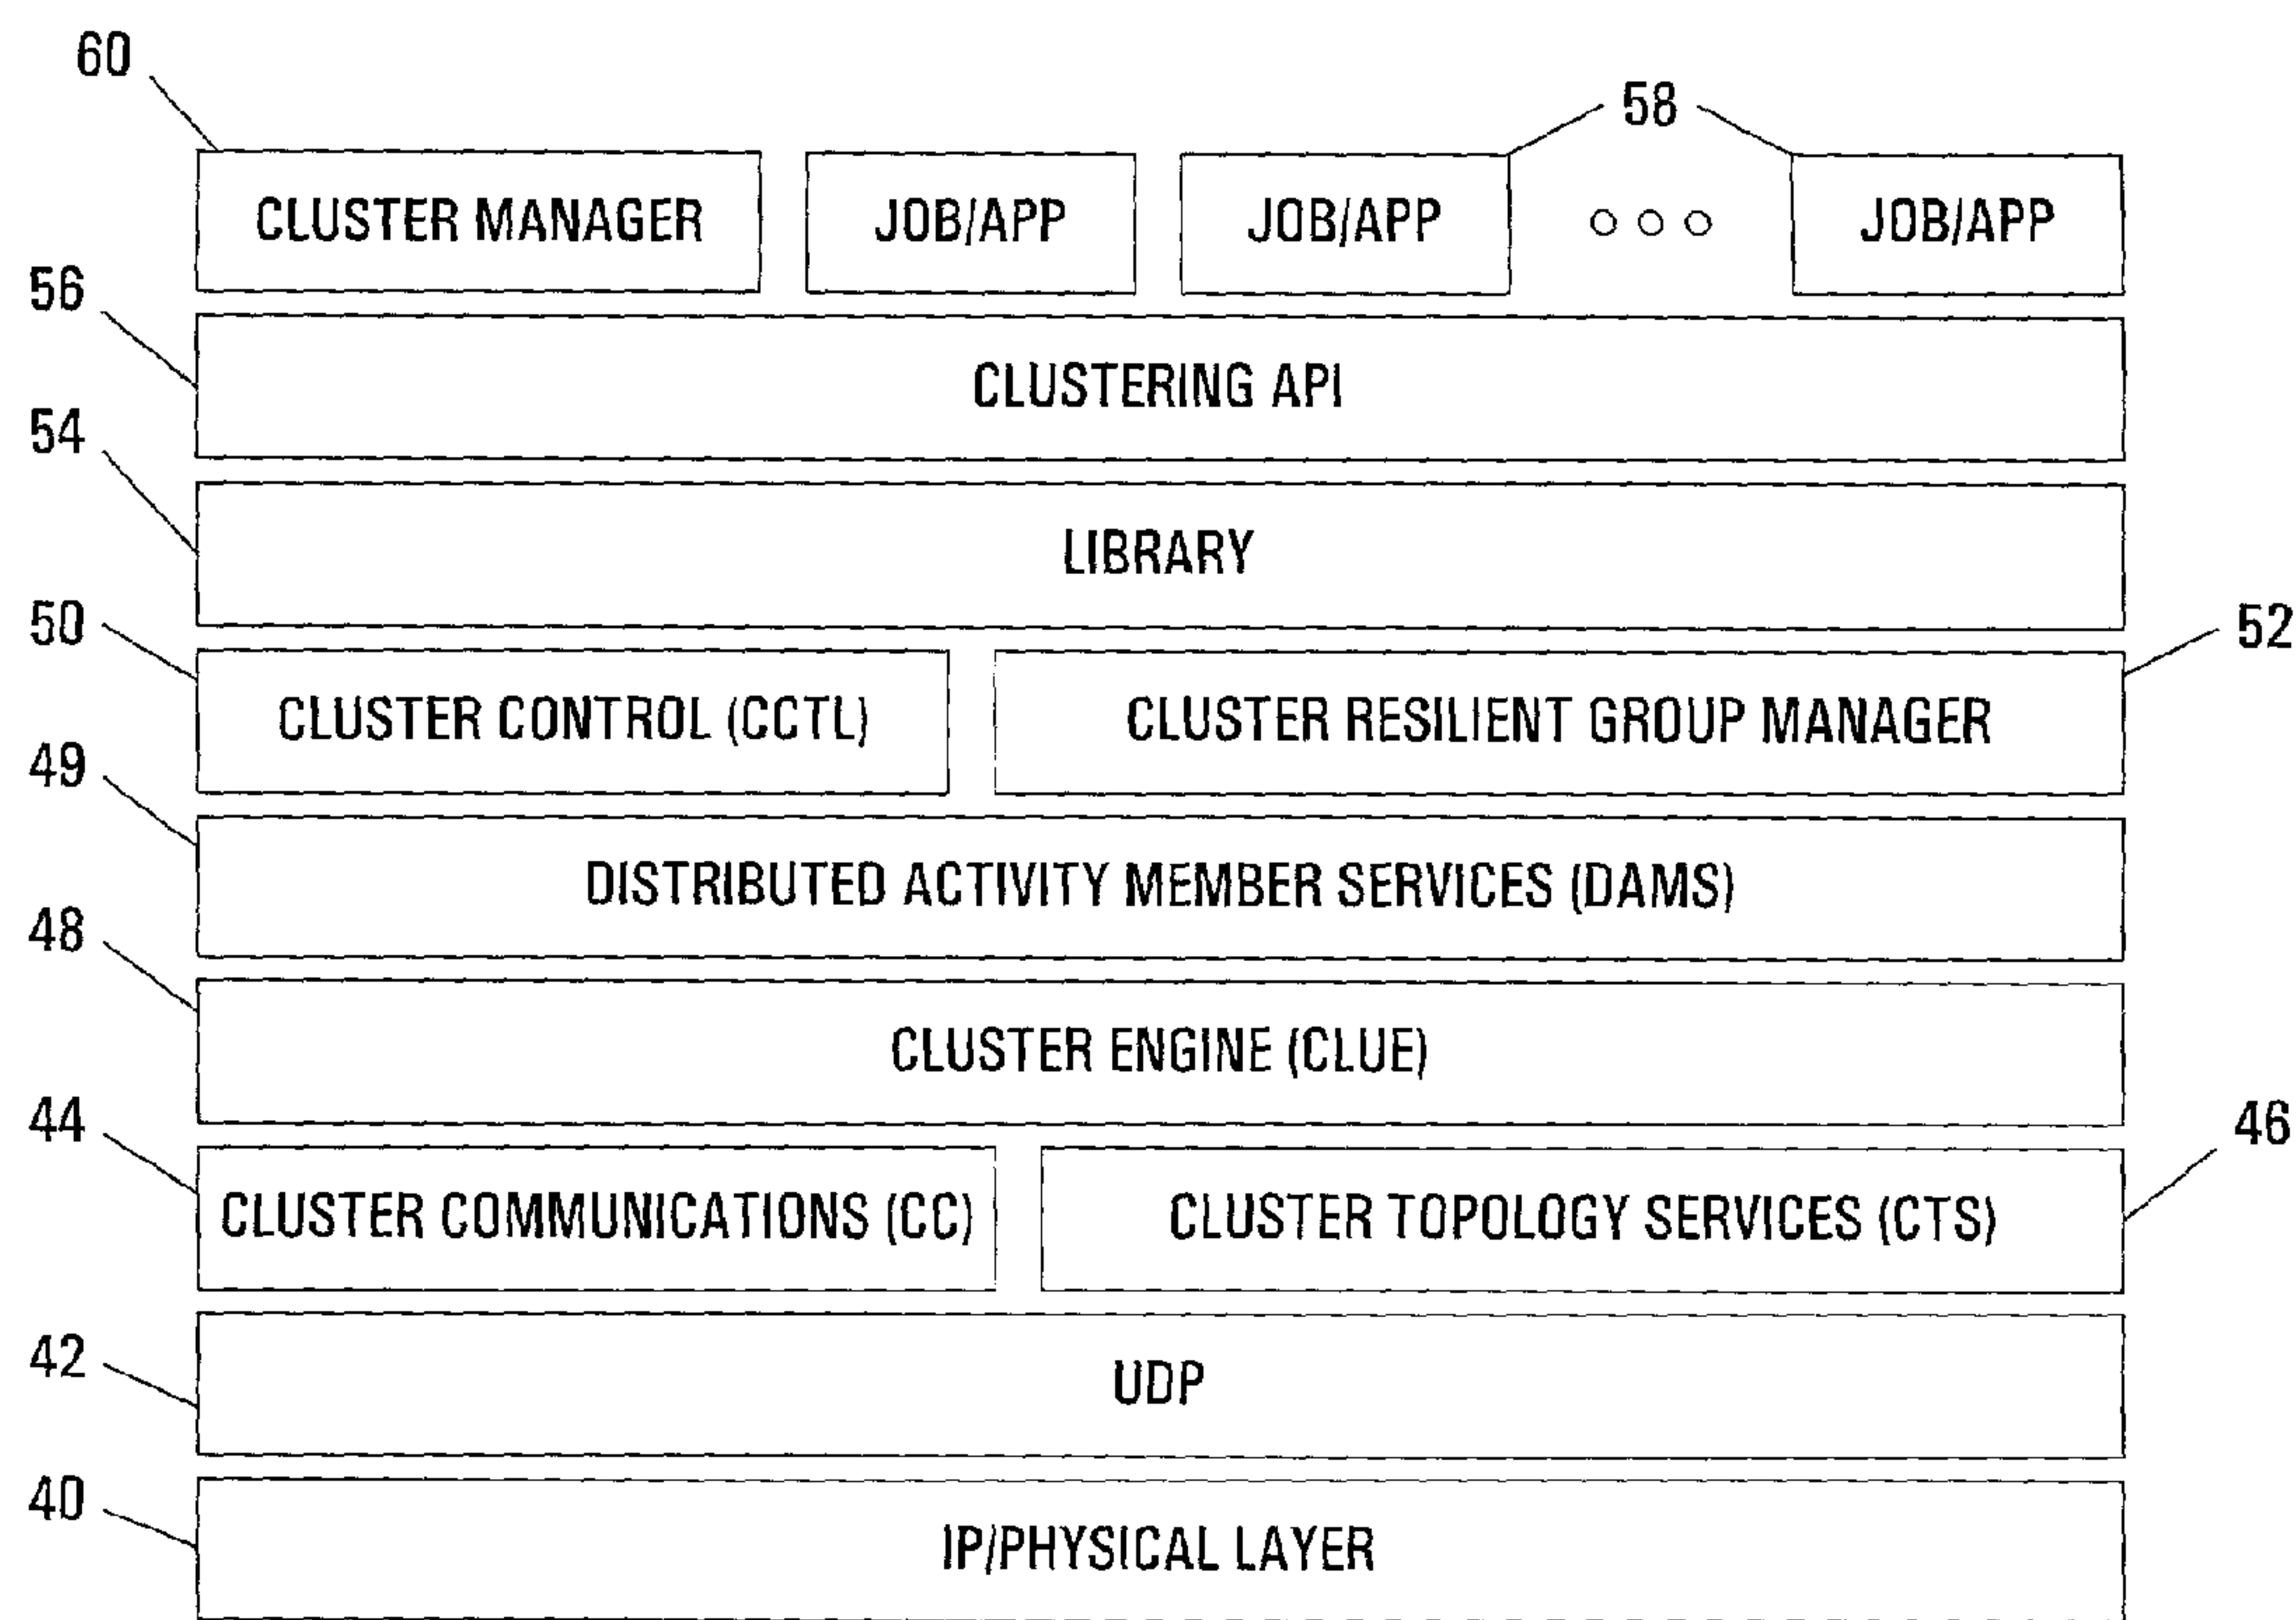 60
58
CLUSTER MANAGER JOB/APP JOB/APP JOB/APP
56
CLUSTERING API
54
LIBRARY
50 52
CLUSTER CONTROL (CCTL) CLUSTER RESILIENT GROUP MANAGER
49
DISTRIBUTED ACTIVITY MEMBER SERVICES (DAMS)
48
CLUSTER ENGINE (CLUE)
44 46
CLUSTER COMMUNICATIONS (CC) CLUSTER TOPOLOGY SERVICES (CTS)
42
UDP
40
IP/PHYSICAL LAYER